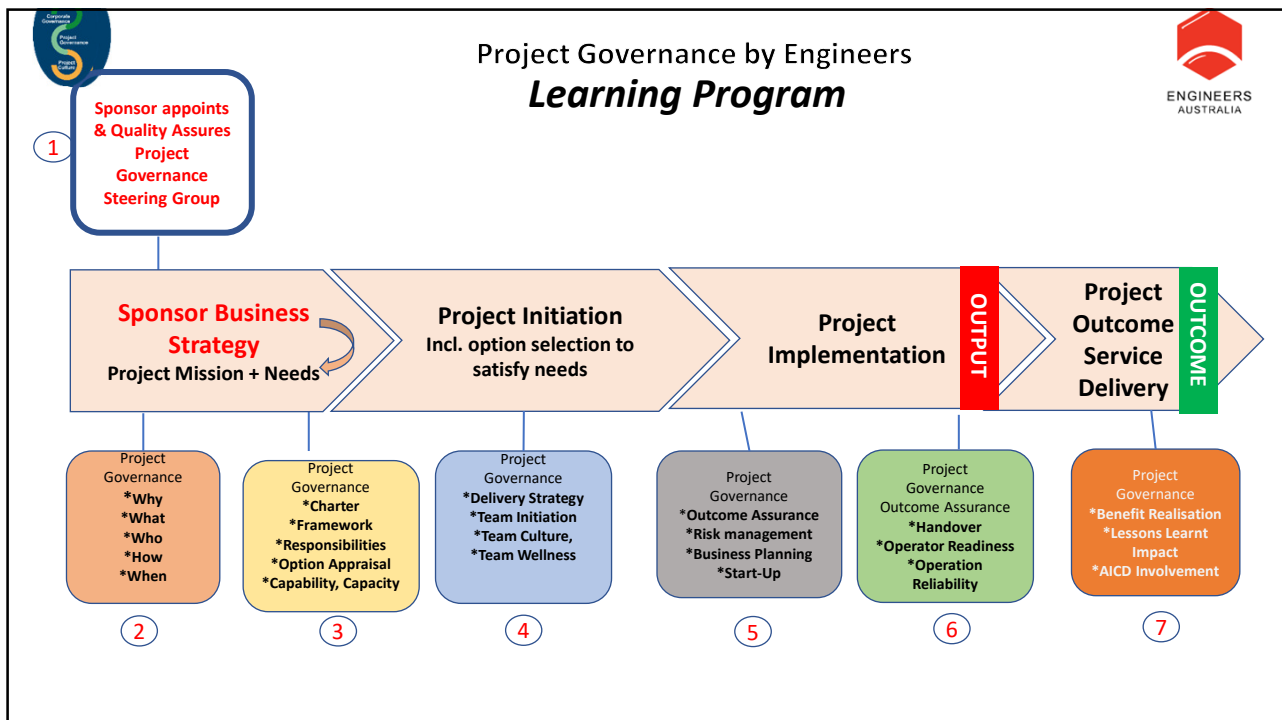 Corporate
Governance
Project
Governance
Project
Culture
Project Governance by Engineers
Learning Program
ENGINEERS
AUSTRALIA
1
Sponsor appoints
& Quality Assures
Project
Governance
Steering Group
Sponsor Business
Strategy
Project Mission + Needs
Project Initiation
Incl. option selection to
satisfy needs
Project
Implementation
OUTPUT
Project
Outcome
Service
Delivery
OUTCOME
Project
Governance
*Why
*What
*Who
*How
*When
2
Project
Governance
*Charter
*Framework
*Responsibilities
*Option Appraisal
*Capability, Capacity
3
Project
Governance
*Delivery Strategy
*Team Initiation
*Team Culture,
*Team Wellness
4
Project
Governance
*Outcome Assurance
*Risk management
*Business Planning
*Start-Up
5
Project
Governance
Outcome Assurance
*Handover
*Operator Readiness
*Operation
Reliability
6
Project
Governance
*Benefit Realisation
*Lessons Learnt
Impact
*AICD Involvement
7